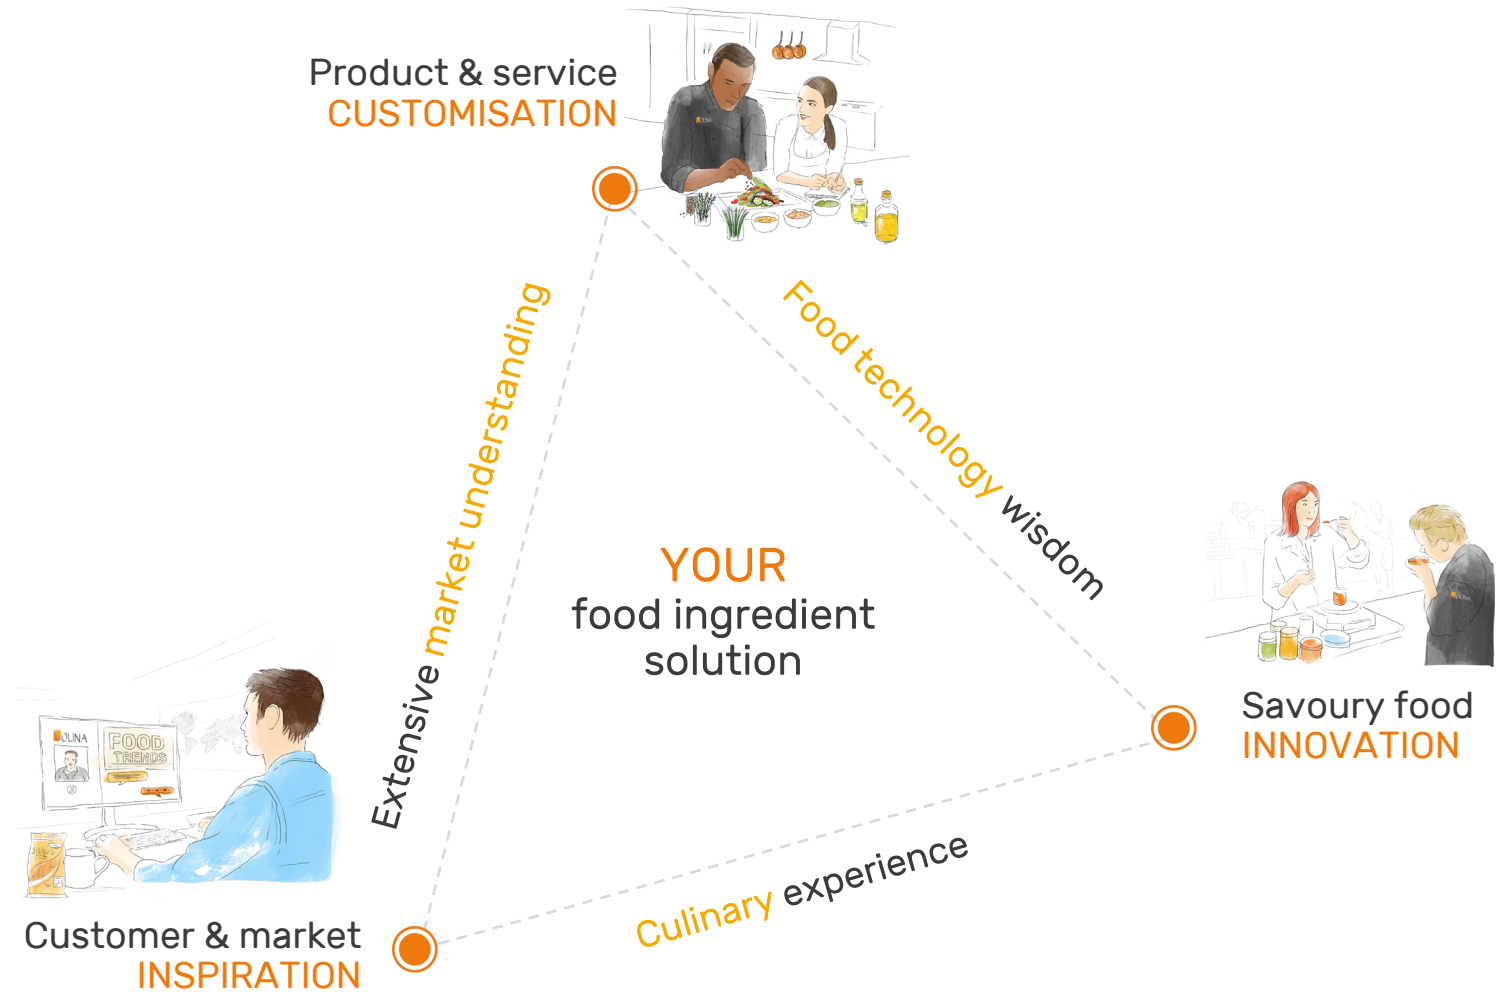 Product & service
CUSTOMISATION
Extensive market understanding
Food technology wisdom
YOUR
food ingredient
solution
OLINA
FOOD
TRENDS
Savoury food
INNOVATION
Culinary experience
Customer & market
INSPIRATION